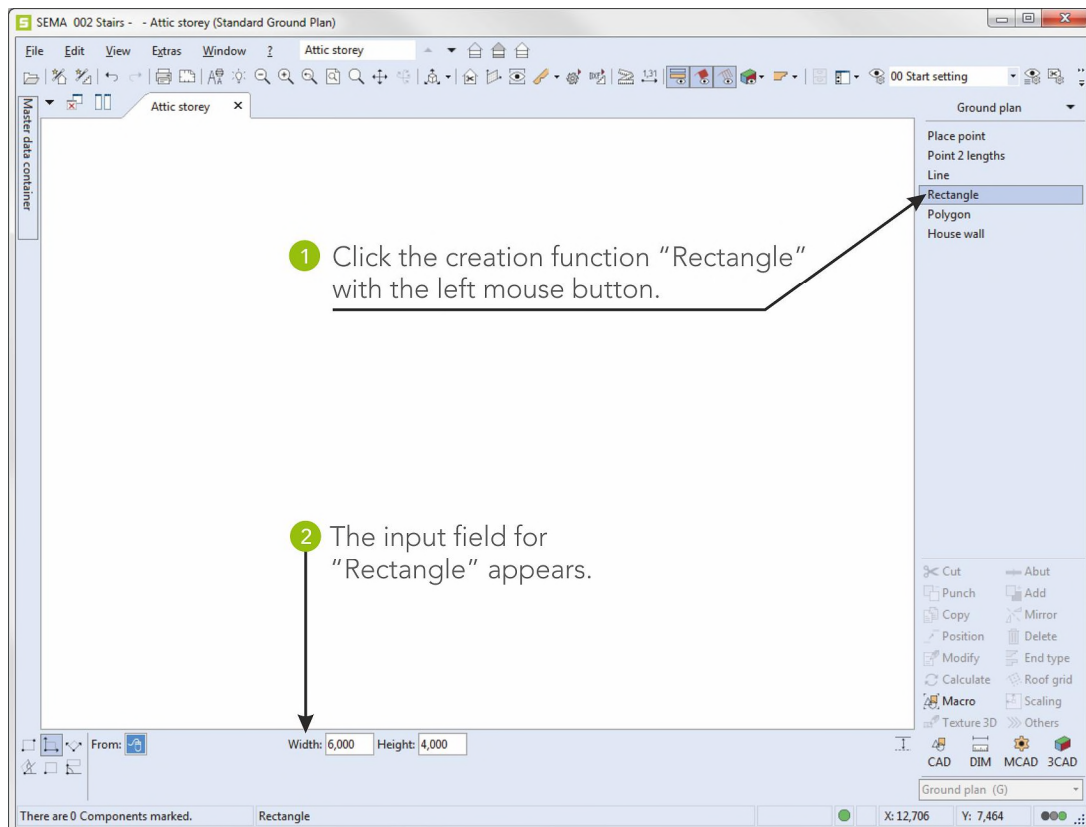 SEMA 002 Stairs - - Attic storey (Standard Ground Plan)
File Edit View Extras Window ? Attic storey
00 Start setting
Master data container
Attic storey
Ground plan
Place point
Point 2 lengths
Line
Rectangle
Polygon
House wall
1 Click the creation function “Rectangle”
with the left mouse button.
2 The input field for
“Rectangle” appears.
Cut Abut
Punch Add
Copy Mirror
Position Delete
Modify End type
Calculate Roof grid
Macro Scaling
Texture 3D Others
From: Width: 6,000 Height: 4,000
CAD DIM MCAD 3CAD
Ground plan (G)
There are 0 Components marked. Rectangle X: 12,706 Y: 7,464